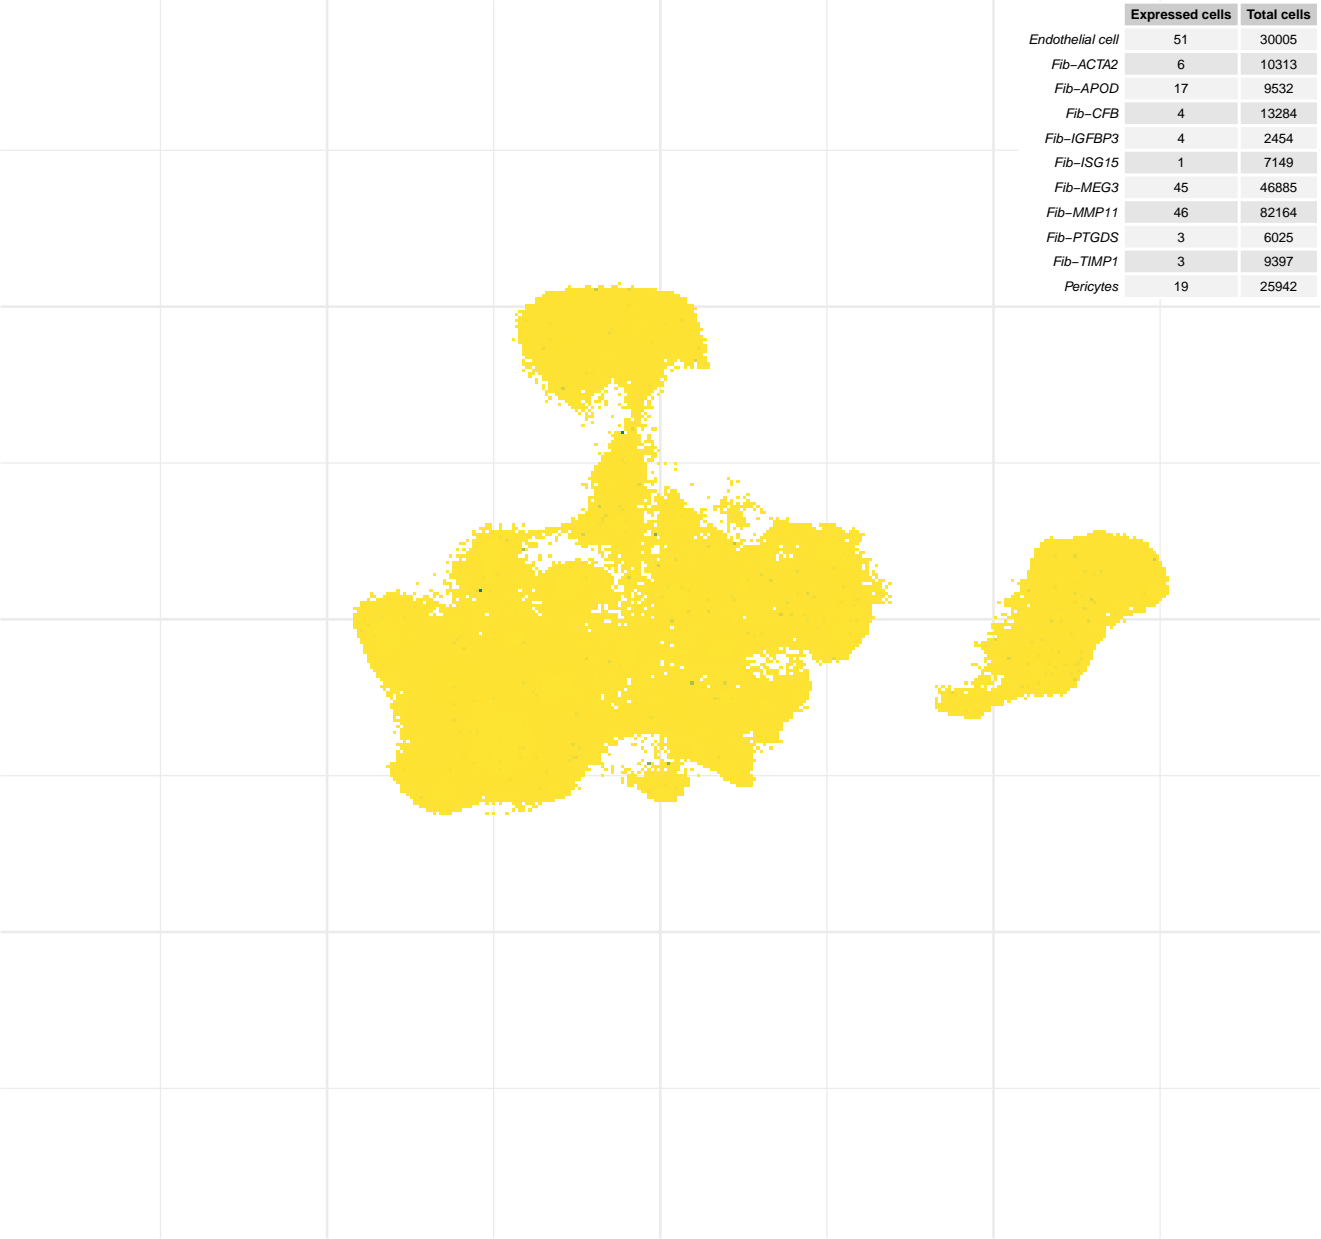 Expressed cells Total cells
Endothelial cell 51 30005
Fib−ACTA2 6 10313
Fib−APOD 17 9532
Fib−CFB 4 13284
Fib−IGFBP3 4 2454
Fib−ISG15 1 7149
Fib−MEG3 45 46885
Fib−MMP11 46 82164
Fib−PTGDS 3 6025
Fib−TIMP1 3 9397
Pericytes 19 25942